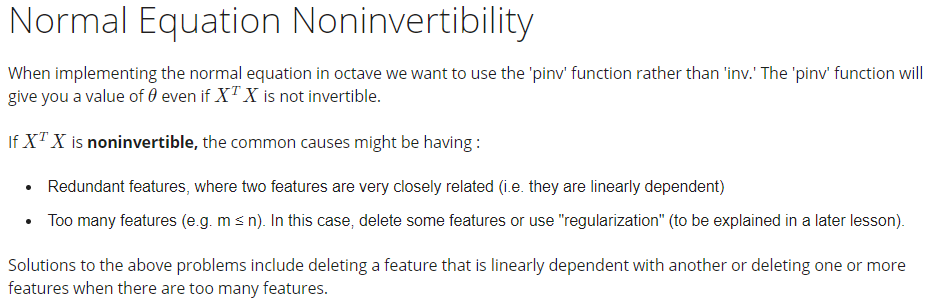 Normal Equation Noninvertibility
When implementing the normal equation in octave we want to use the 'pinv' function rather than 'inv.' The 'pinv' function will
give you a value of θ even if XᵀX is not invertible.
If XᵀX is noninvertible, the common causes might be having :
• Redundant features, where two features are very closely related (i.e. they are linearly dependent)
• Too many features (e.g. m ≤ n). In this case, delete some features or use "regularization" (to be explained in a later lesson).
Solutions to the above problems include deleting a feature that is linearly dependent with another or deleting one or more
features when there are too many features.